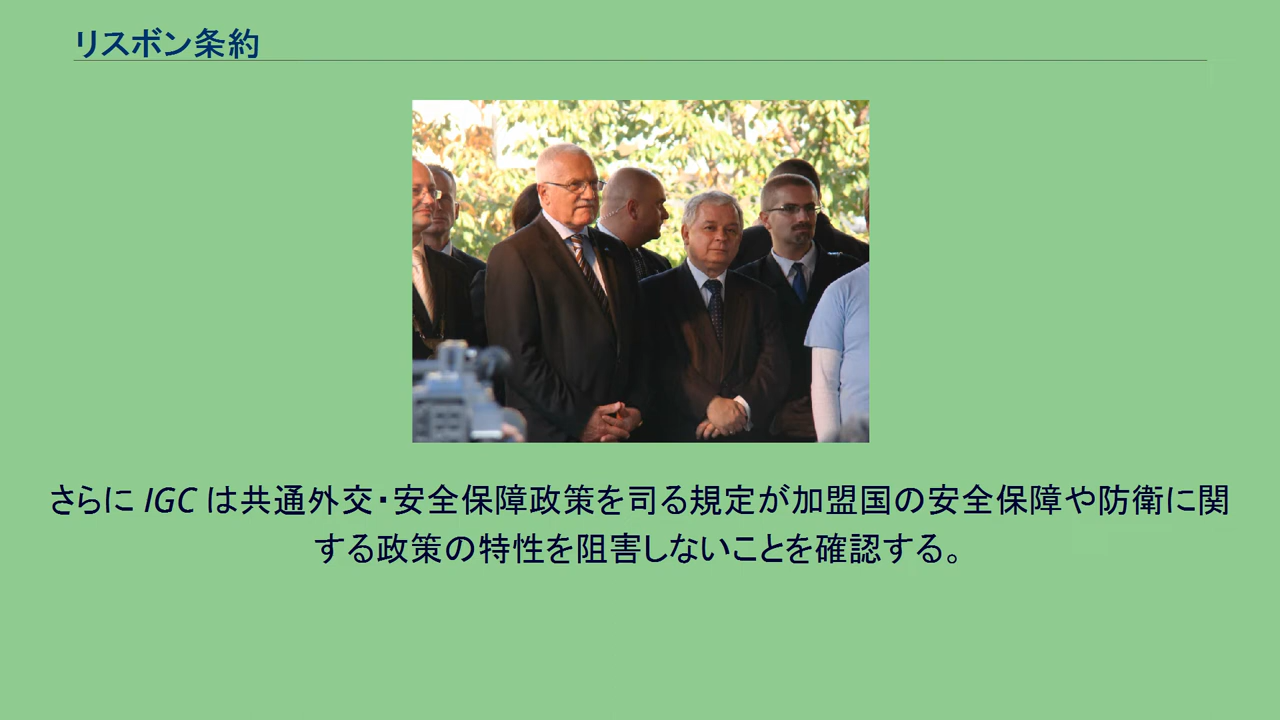 リスボン条約
さらに IGC は共通外交・安全保障政策を司る規定が加盟国の安全保障や防衛に関
する政策の特性を阻害しないことを確認する。